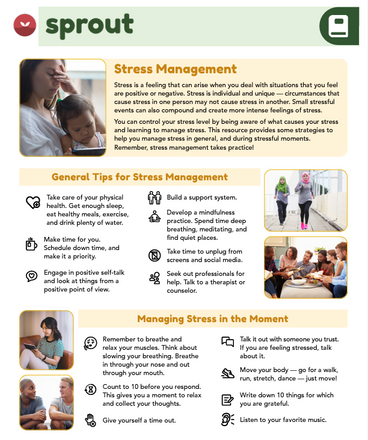 sprout
Stress Management
Stress is a feeling that can arise when you deal with situations that you feel
are positive or negative. Stress is individual and unique — circumstances that
cause stress in one person may not cause stress in another. Small stressful
events can also compound and create more intense feelings of stress.
You can control your stress level by being aware of what causes your stress
and learning to manage stress. This resource provides some strategies to
help you manage stress in general, and during stressful moments.
Remember, stress management takes practice!
General Tips for Stress Management
Take care of your physical
health. Get enough sleep,
eat healthy meals, exercise,
and drink plenty of water.
Make time for you.
Schedule down time, and
make it a priority.
Engage in positive self-talk
and look at things from a
positive point of view.
Build a support system.
Develop a mindfulness
practice. Spend time deep
breathing, meditating, and
find quiet places.
Take time to unplug from
screens and social media.
Seek out professionals for
help. Talk to a therapist or
counselor.
Managing Stress in the Moment
Remember to breathe and
relax your muscles. Think about
slowing your breathing. Breathe
in through your nose and out
through your mouth.
Count to 10 before you respond.
This gives you a moment to relax
and collect your thoughts.
Give yourself a time out.
Talk it out with someone you trust.
If you are feeling stressed, talk
about it.
Move your body — go for a walk,
run, stretch, dance — just move!
Write down 10 things for which
you are grateful.
Listen to your favorite music.